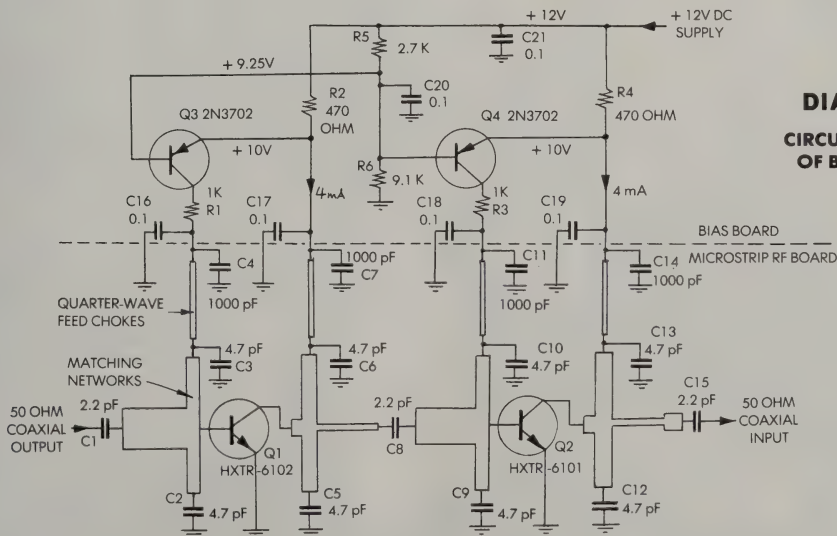 + 12V
+ 12V DC
SUPPLY
R5
2.7 K
C21
0.1
+ 9.25V
R2
470
OHM
C20
0.1
R4
470 OHM
Q3 2N3702
Q4 2N3702
DIA
CIRCU
OF B
+ 10V
+ 10V
R6
9.1 K
C16
0.1
1K
R1
C17
0.1
4mA
C18
0.1
1K
R3
C19
0.1
4 mA
BIAS BOARD
MICROSTRIP RF BOARD
C4
1000 pF
1000 pF
C7
C11
1000 pF
C14
1000 pF
QUARTER-WAVE
FEED CHOKES
4.7 pF
C3
4.7 pF
C6
C10
4.7 pF
C13
4.7 pF
MATCHING
NETWORKS
50 OHM
COAXIAL
OUTPUT
2.2 pF
C1
Q1
HXTR-6102
2.2 pF
C8
Q2
HXTR-6101
C15
2.2 pF
50 OHM
COAXIAL
INPUT
C2
4.7 pF
C5
4.7 pF
C9
4.7 pF
C12
4.7 pF